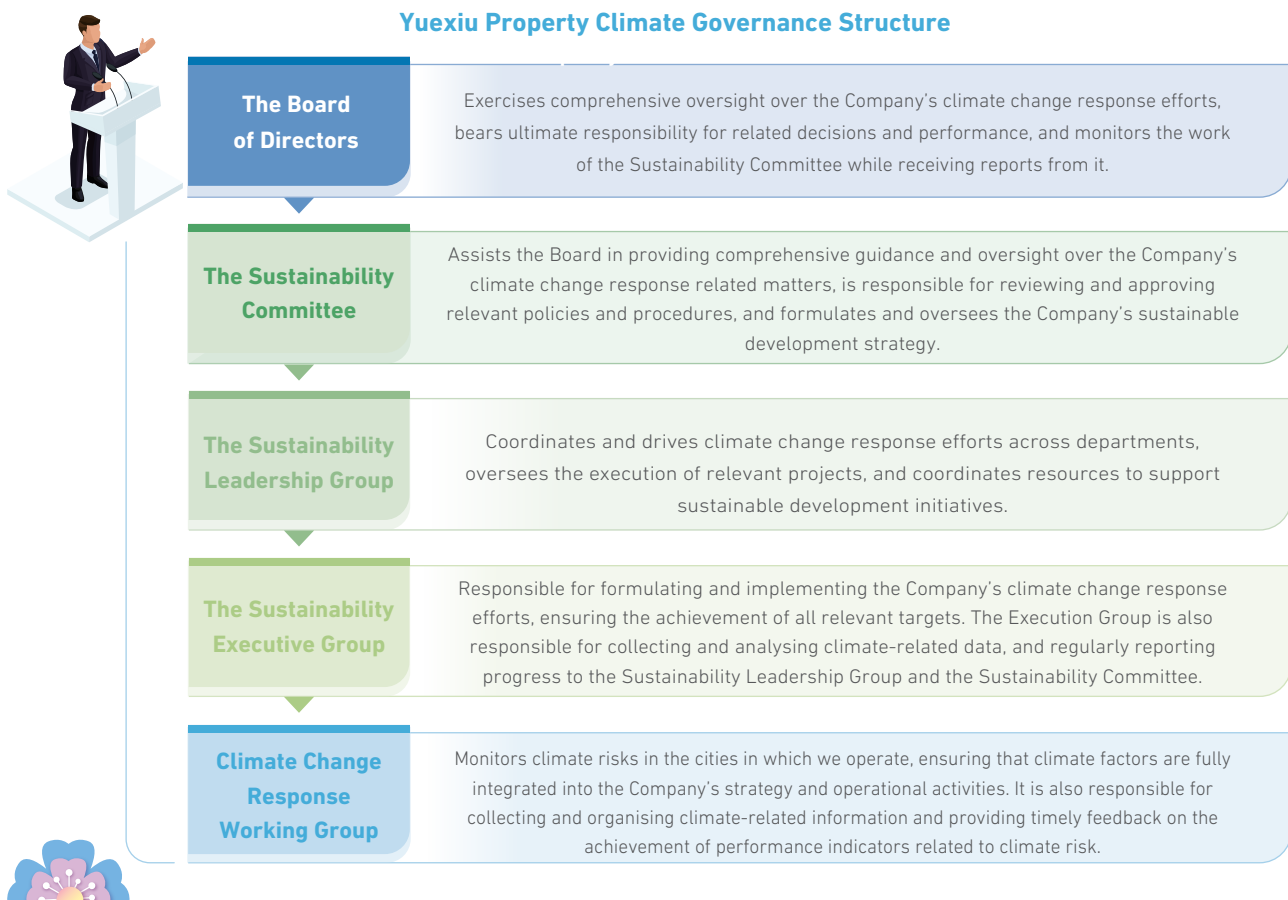 Yuexiu Property Climate Governance Structure
The Board
of Directors
Exercises comprehensive oversight over the Company's climate change response efforts,
bears ultimate responsibility for related decisions and performance, and monitors the work
of the Sustainability Committee while receiving reports from it.
The Sustainability
Committee
Assists the Board in providing comprehensive guidance and oversight over the Company's
climate change response related matters, is responsible for reviewing and approving
relevant policies and procedures, and formulates and oversees the Company's sustainable
development strategy.
The Sustainability
Leadership Group
Coordinates and drives climate change response efforts across departments,
oversees the execution of relevant projects, and coordinates resources to support
sustainable development initiatives.
The Sustainability
Executive Group
Responsible for formulating and implementing the Company's climate change response
efforts, ensuring the achievement of all relevant targets. The Execution Group is also
responsible for collecting and analysing climate-related data, and regularly reporting
progress to the Sustainability Leadership Group and the Sustainability Committee.
Climate Change
Response
Working Group
Monitors climate risks in the cities in which we operate, ensuring that climate factors are fully
integrated into the Company's strategy and operational activities. It is also responsible for
collecting and organising climate-related information and providing timely feedback on the
achievement of performance indicators related to climate risk.